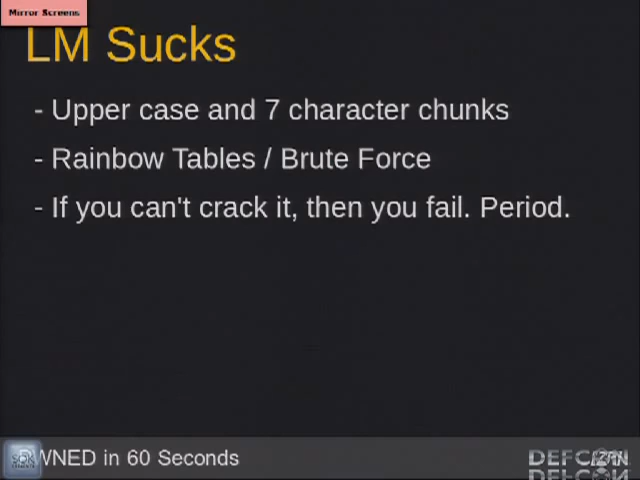 Mirror Screens
LM Sucks
- Upper case and 7 character chunks
- Rainbow Tables / Brute Force
- If you can't crack it, then you fail. Period.
WNED in 60 Seconds
DEFCON